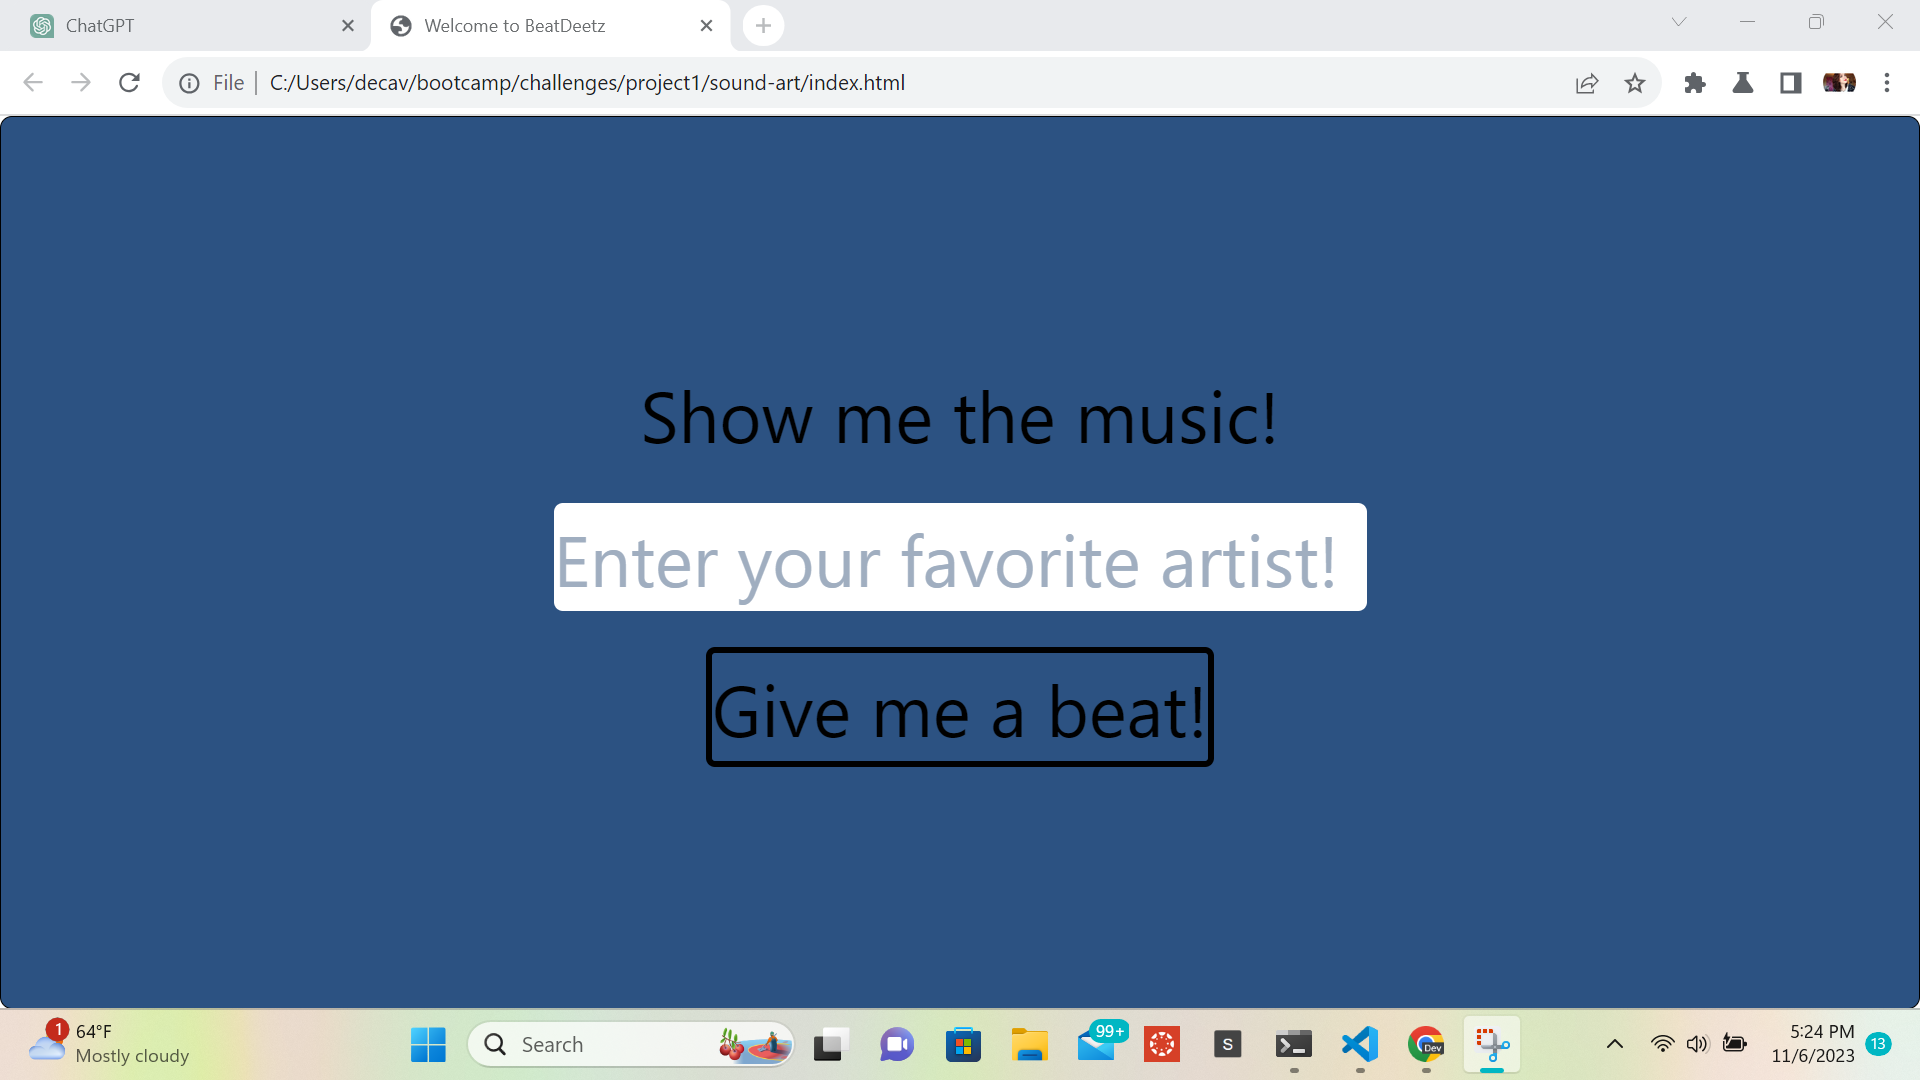 ChatGPT
Welcome to BeatDeetz
File
C:/Users/decav/bootcamp/challenges/project1/sound-art/index.html
Show me the music!
Enter your favorite artist!
Give me a beat!
1
64°F
Mostly cloudy
Search
99+
S
Dev
5:24 PM
11/6/2023
13